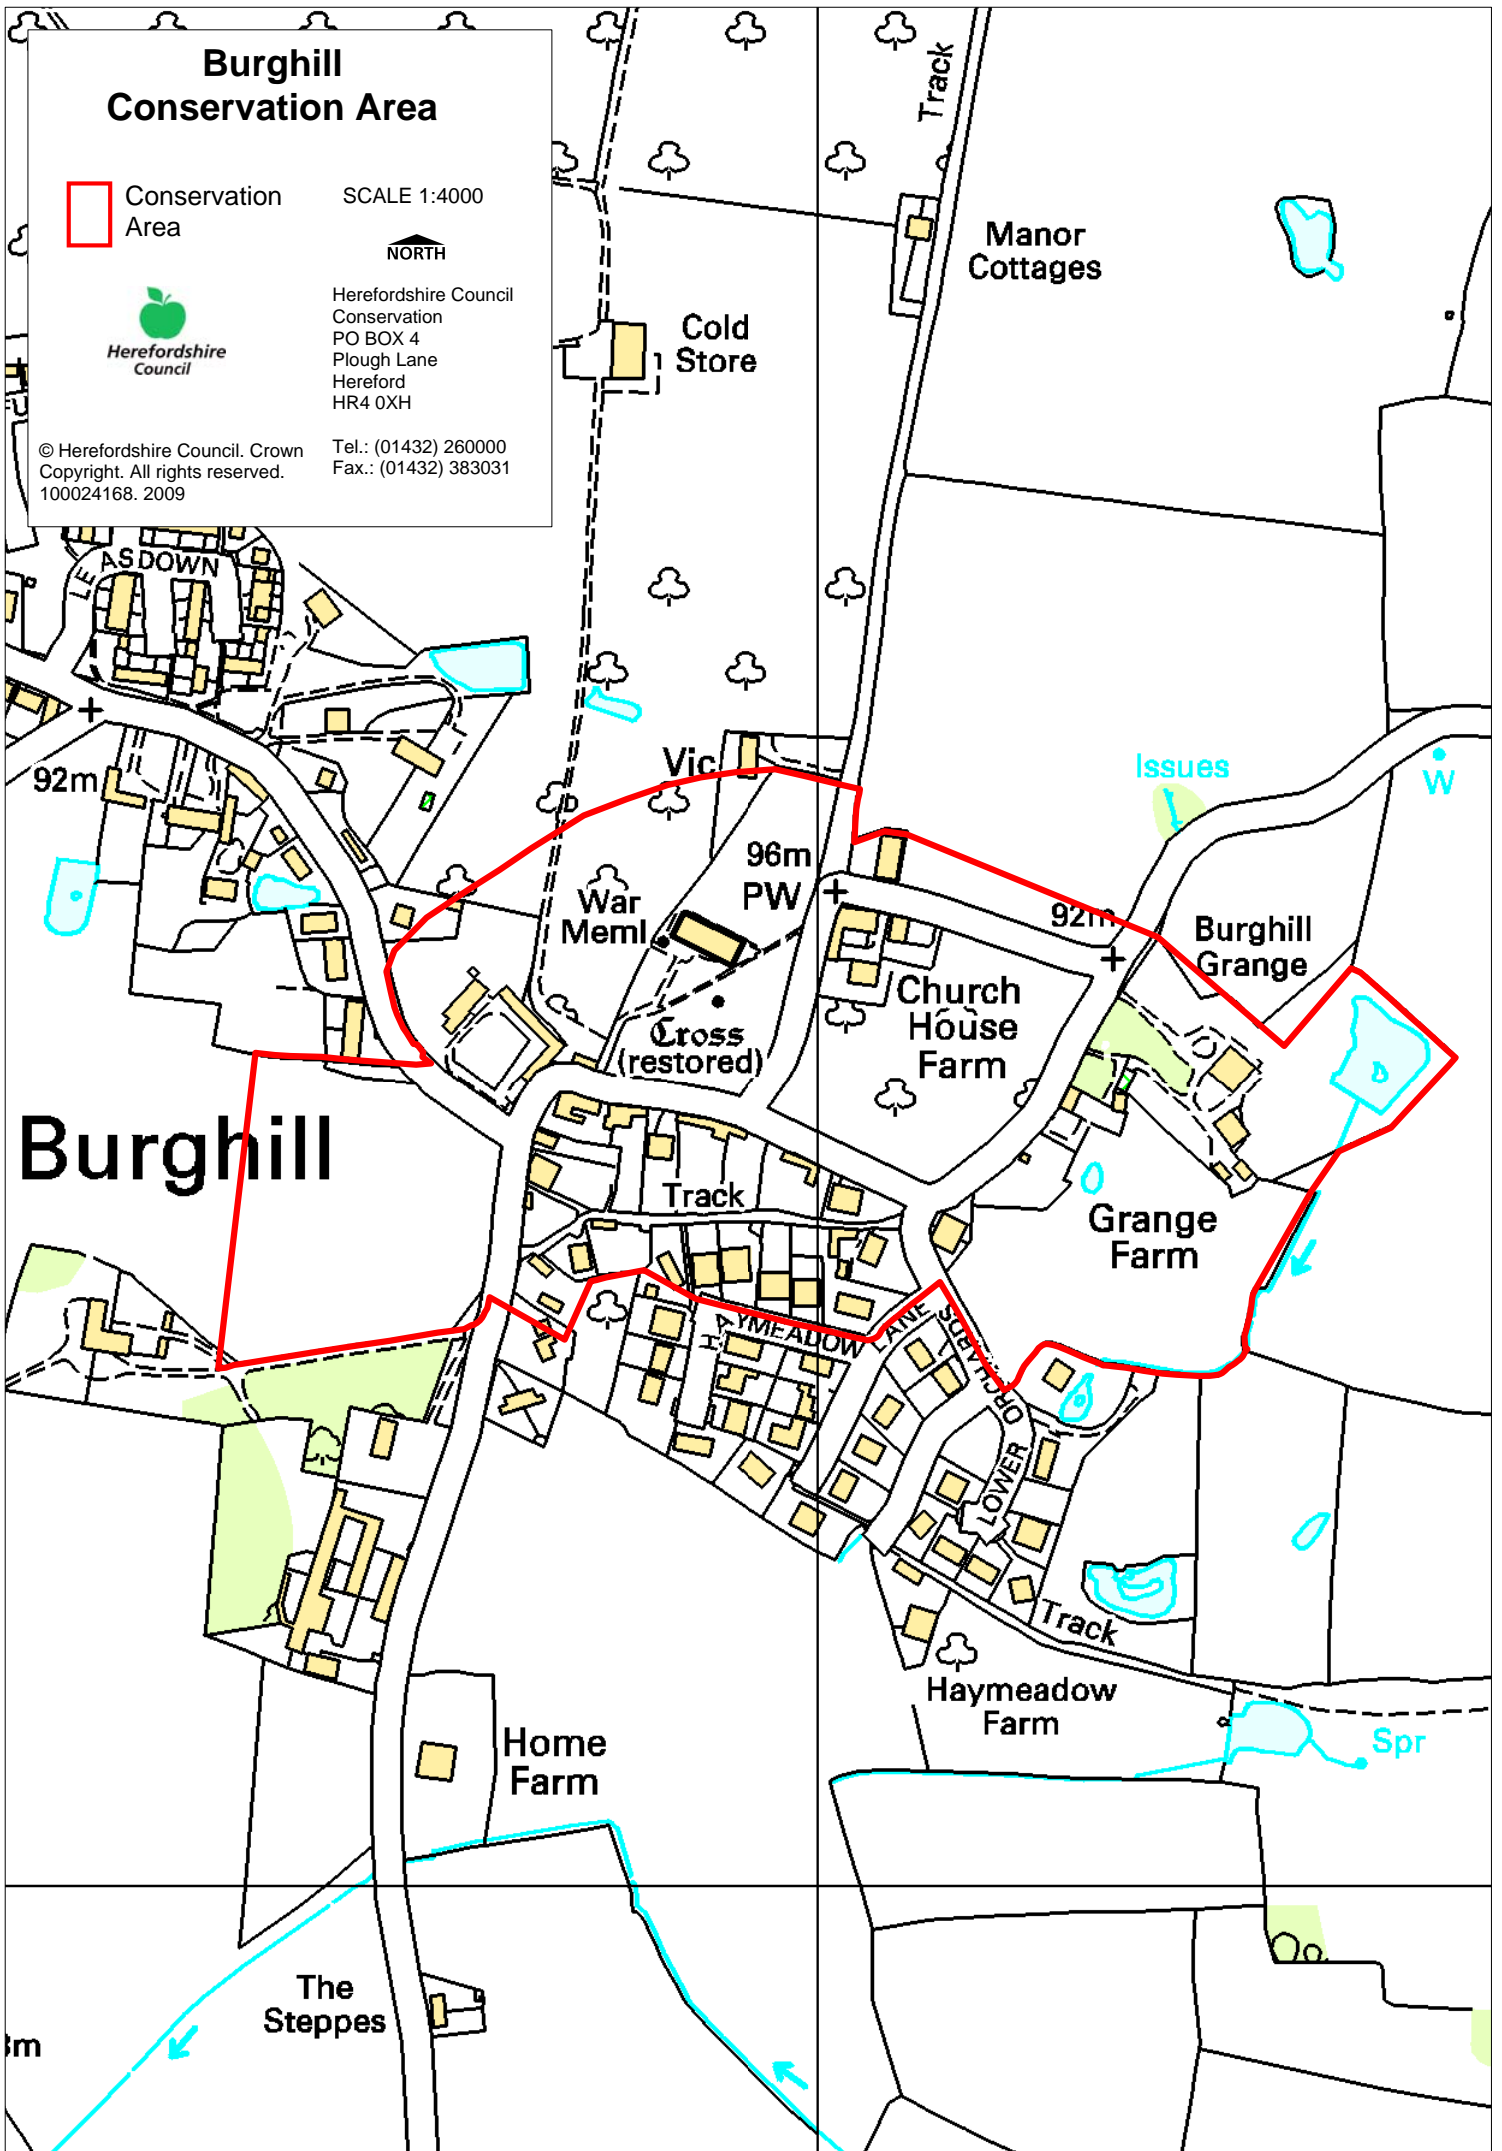 Burghill
Conservation Area
Conservation
Area
SCALE 1:4000
NORTH
Herefordshire
Council
Herefordshire Council
Conservation
PO BOX 4
Plough Lane
Hereford
HR4 0XH
© Herefordshire Council. Crown
Copyright. All rights reserved.
100024168. 2009
Tel.: (01432) 260000
Fax.: (01432) 383031
Track
Manor
Cottages
Cold
Store
LEASDOWN
92m
Vic
Issues
W
96m
PW
War
Meml
92m
Burghill
Grange
Church
House
Farm
Cross
(restored)
Burghill
Track
Grange
Farm
HAYMEADOW LANE
LOWER ORCHARDS
Track
Haymeadow
Farm
Spr
Home
Farm
The
Steppes